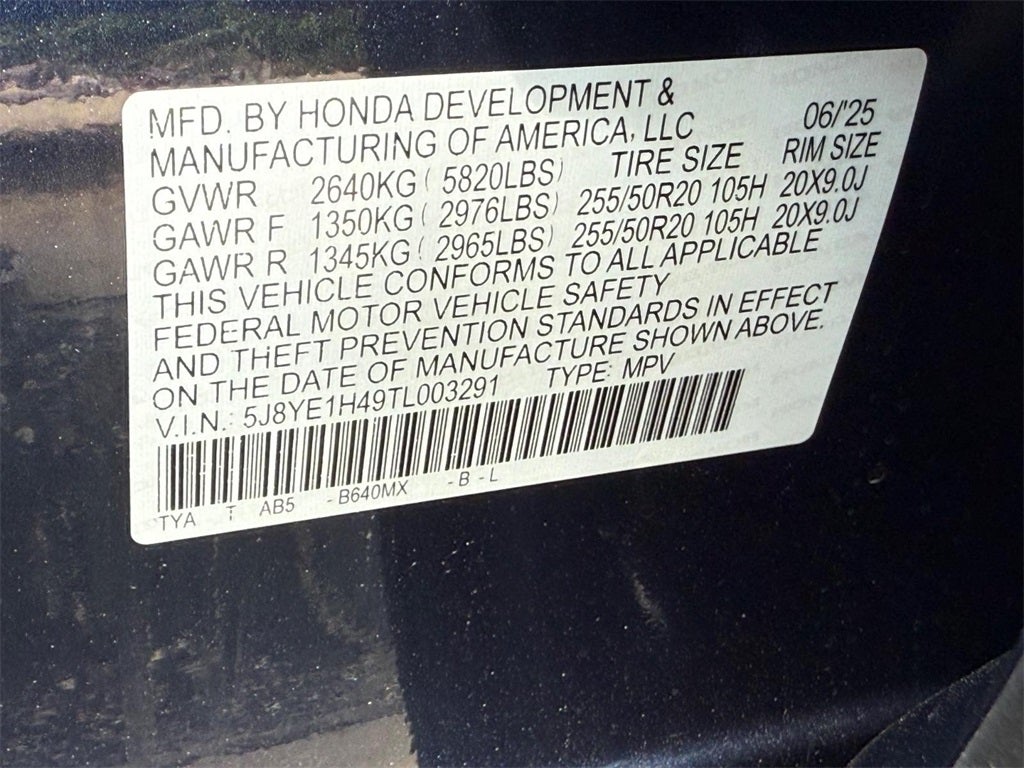 MFD. BY HONDA DEVELOPMENT &
MANUFACTURING OF AMERICA, LLC 06/'25
GVWR 2640KG ( 5820LBS) TIRE SIZE RIM SIZE
GAWR F 1350KG ( 2976LBS) 255/50R20 105H 20X9.0J
GAWR R 1345KG ( 2965LBS) 255/50R20 105H 20X9.0J
THIS VEHICLE CONFORMS TO ALL APPLICABLE
FEDERAL MOTOR VEHICLE SAFETY
AND THEFT PREVENTION STANDARDS IN EFFECT
ON THE DATE OF MANUFACTURE SHOWN ABOVE.
V.I.N.: 5J8YE1H49TL003291 TYPE: MPV
TYA T AB5 -B640MX -B-L